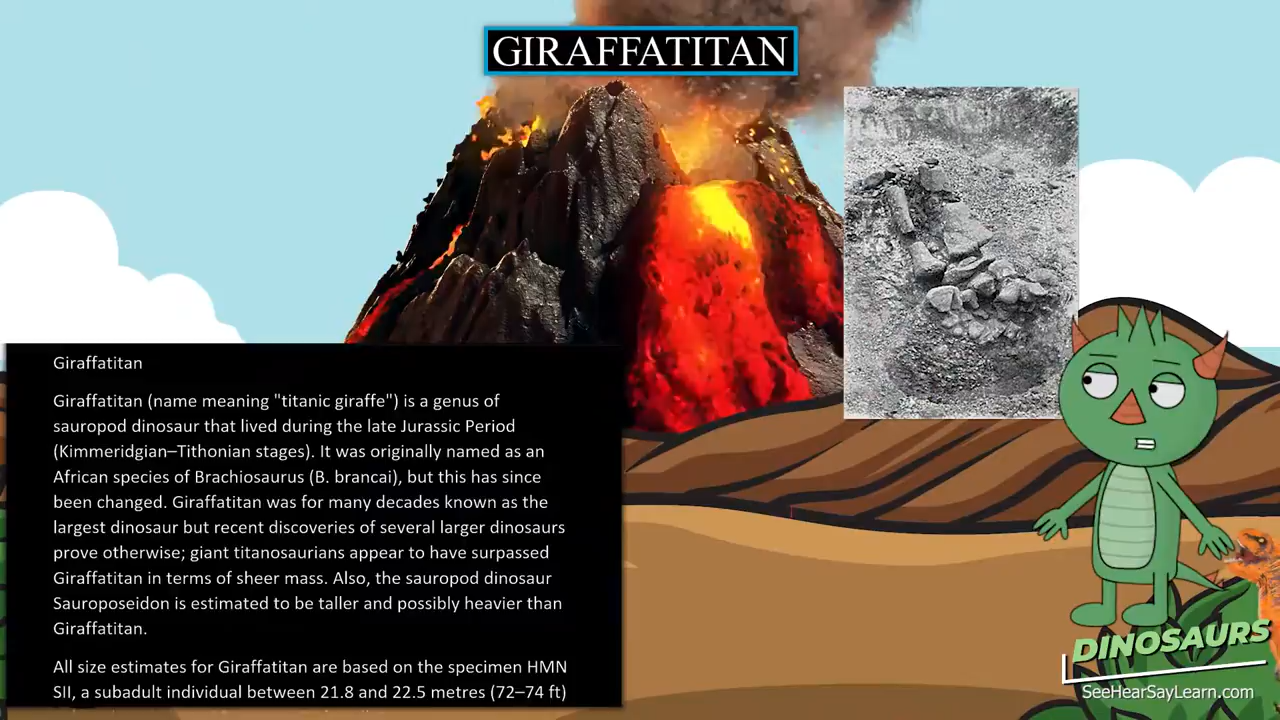 GIRAFFATITAN
Giraffatitan
Giraffatitan (name meaning "titanic giraffe") is a genus of
sauropod dinosaur that lived during the late Jurassic Period
(Kimmeridgian–Tithonian stages). It was originally named as an
African species of Brachiosaurus (B. brancai), but this has since
been changed. Giraffatitan was for many decades known as the
largest dinosaur but recent discoveries of several larger dinosaurs
prove otherwise; giant titanosaurians appear to have surpassed
Giraffatitan in terms of sheer mass. Also, the sauropod dinosaur
Sauroposeidon is estimated to be taller and possibly heavier than
Giraffatitan.
All size estimates for Giraffatitan are based on the specimen HMN
SII, a subadult individual between 21.8 and 22.5 metres (72–74 ft)
DINOSAURS
SeeHearSayLearn.com